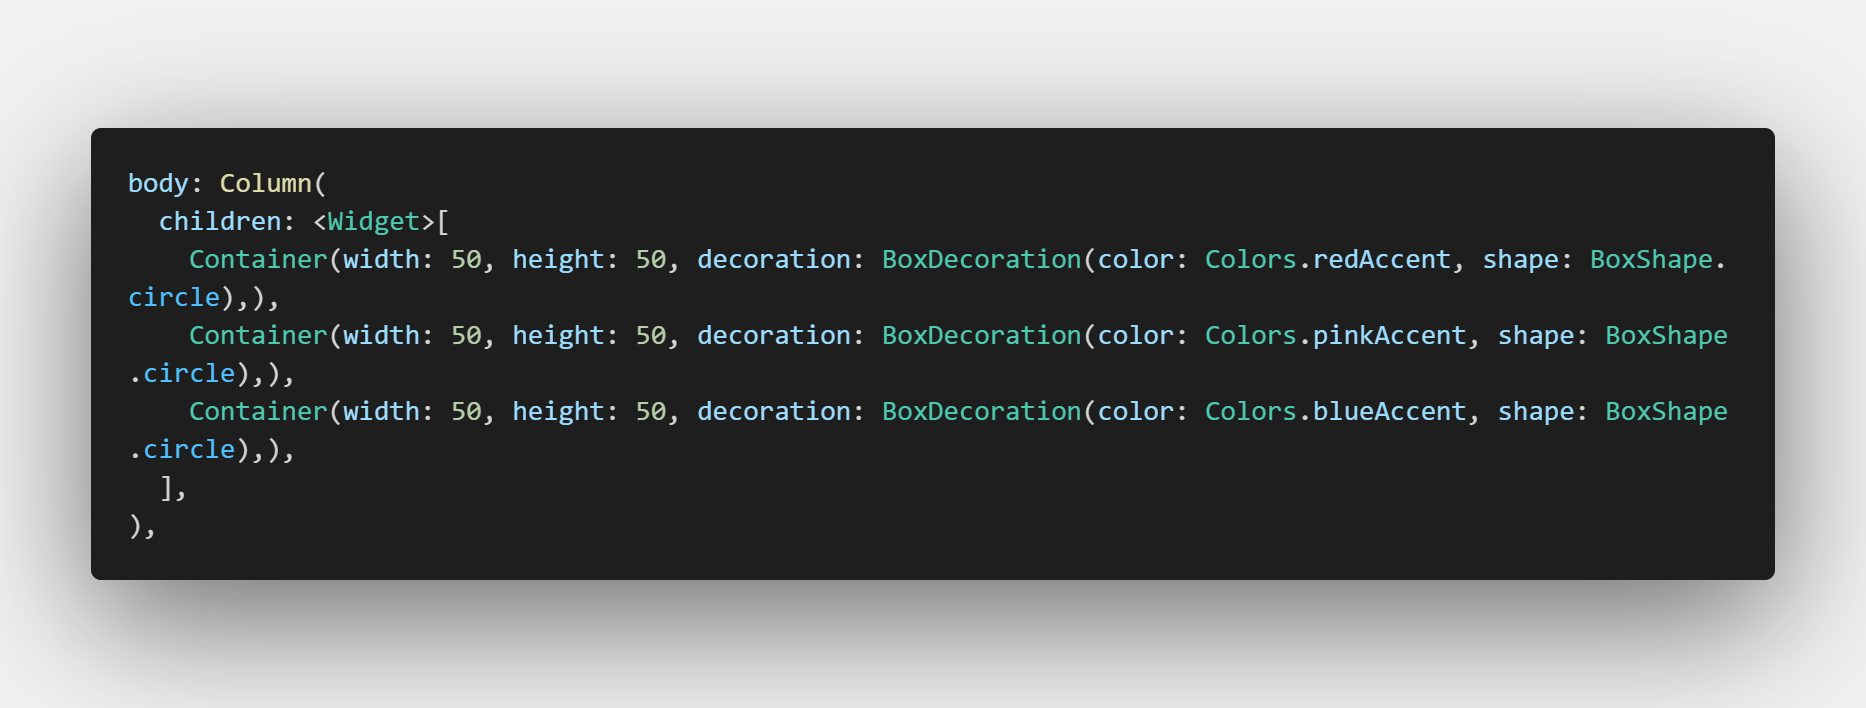 body: Column(
  children: <Widget>[
    Container(width: 50, height: 50, decoration: BoxDecoration(color: Colors.redAccent, shape: BoxShape.
circle),),
    Container(width: 50, height: 50, decoration: BoxDecoration(color: Colors.pinkAccent, shape: BoxShape
.circle),),
    Container(width: 50, height: 50, decoration: BoxDecoration(color: Colors.blueAccent, shape: BoxShape
.circle),),
  ],
),